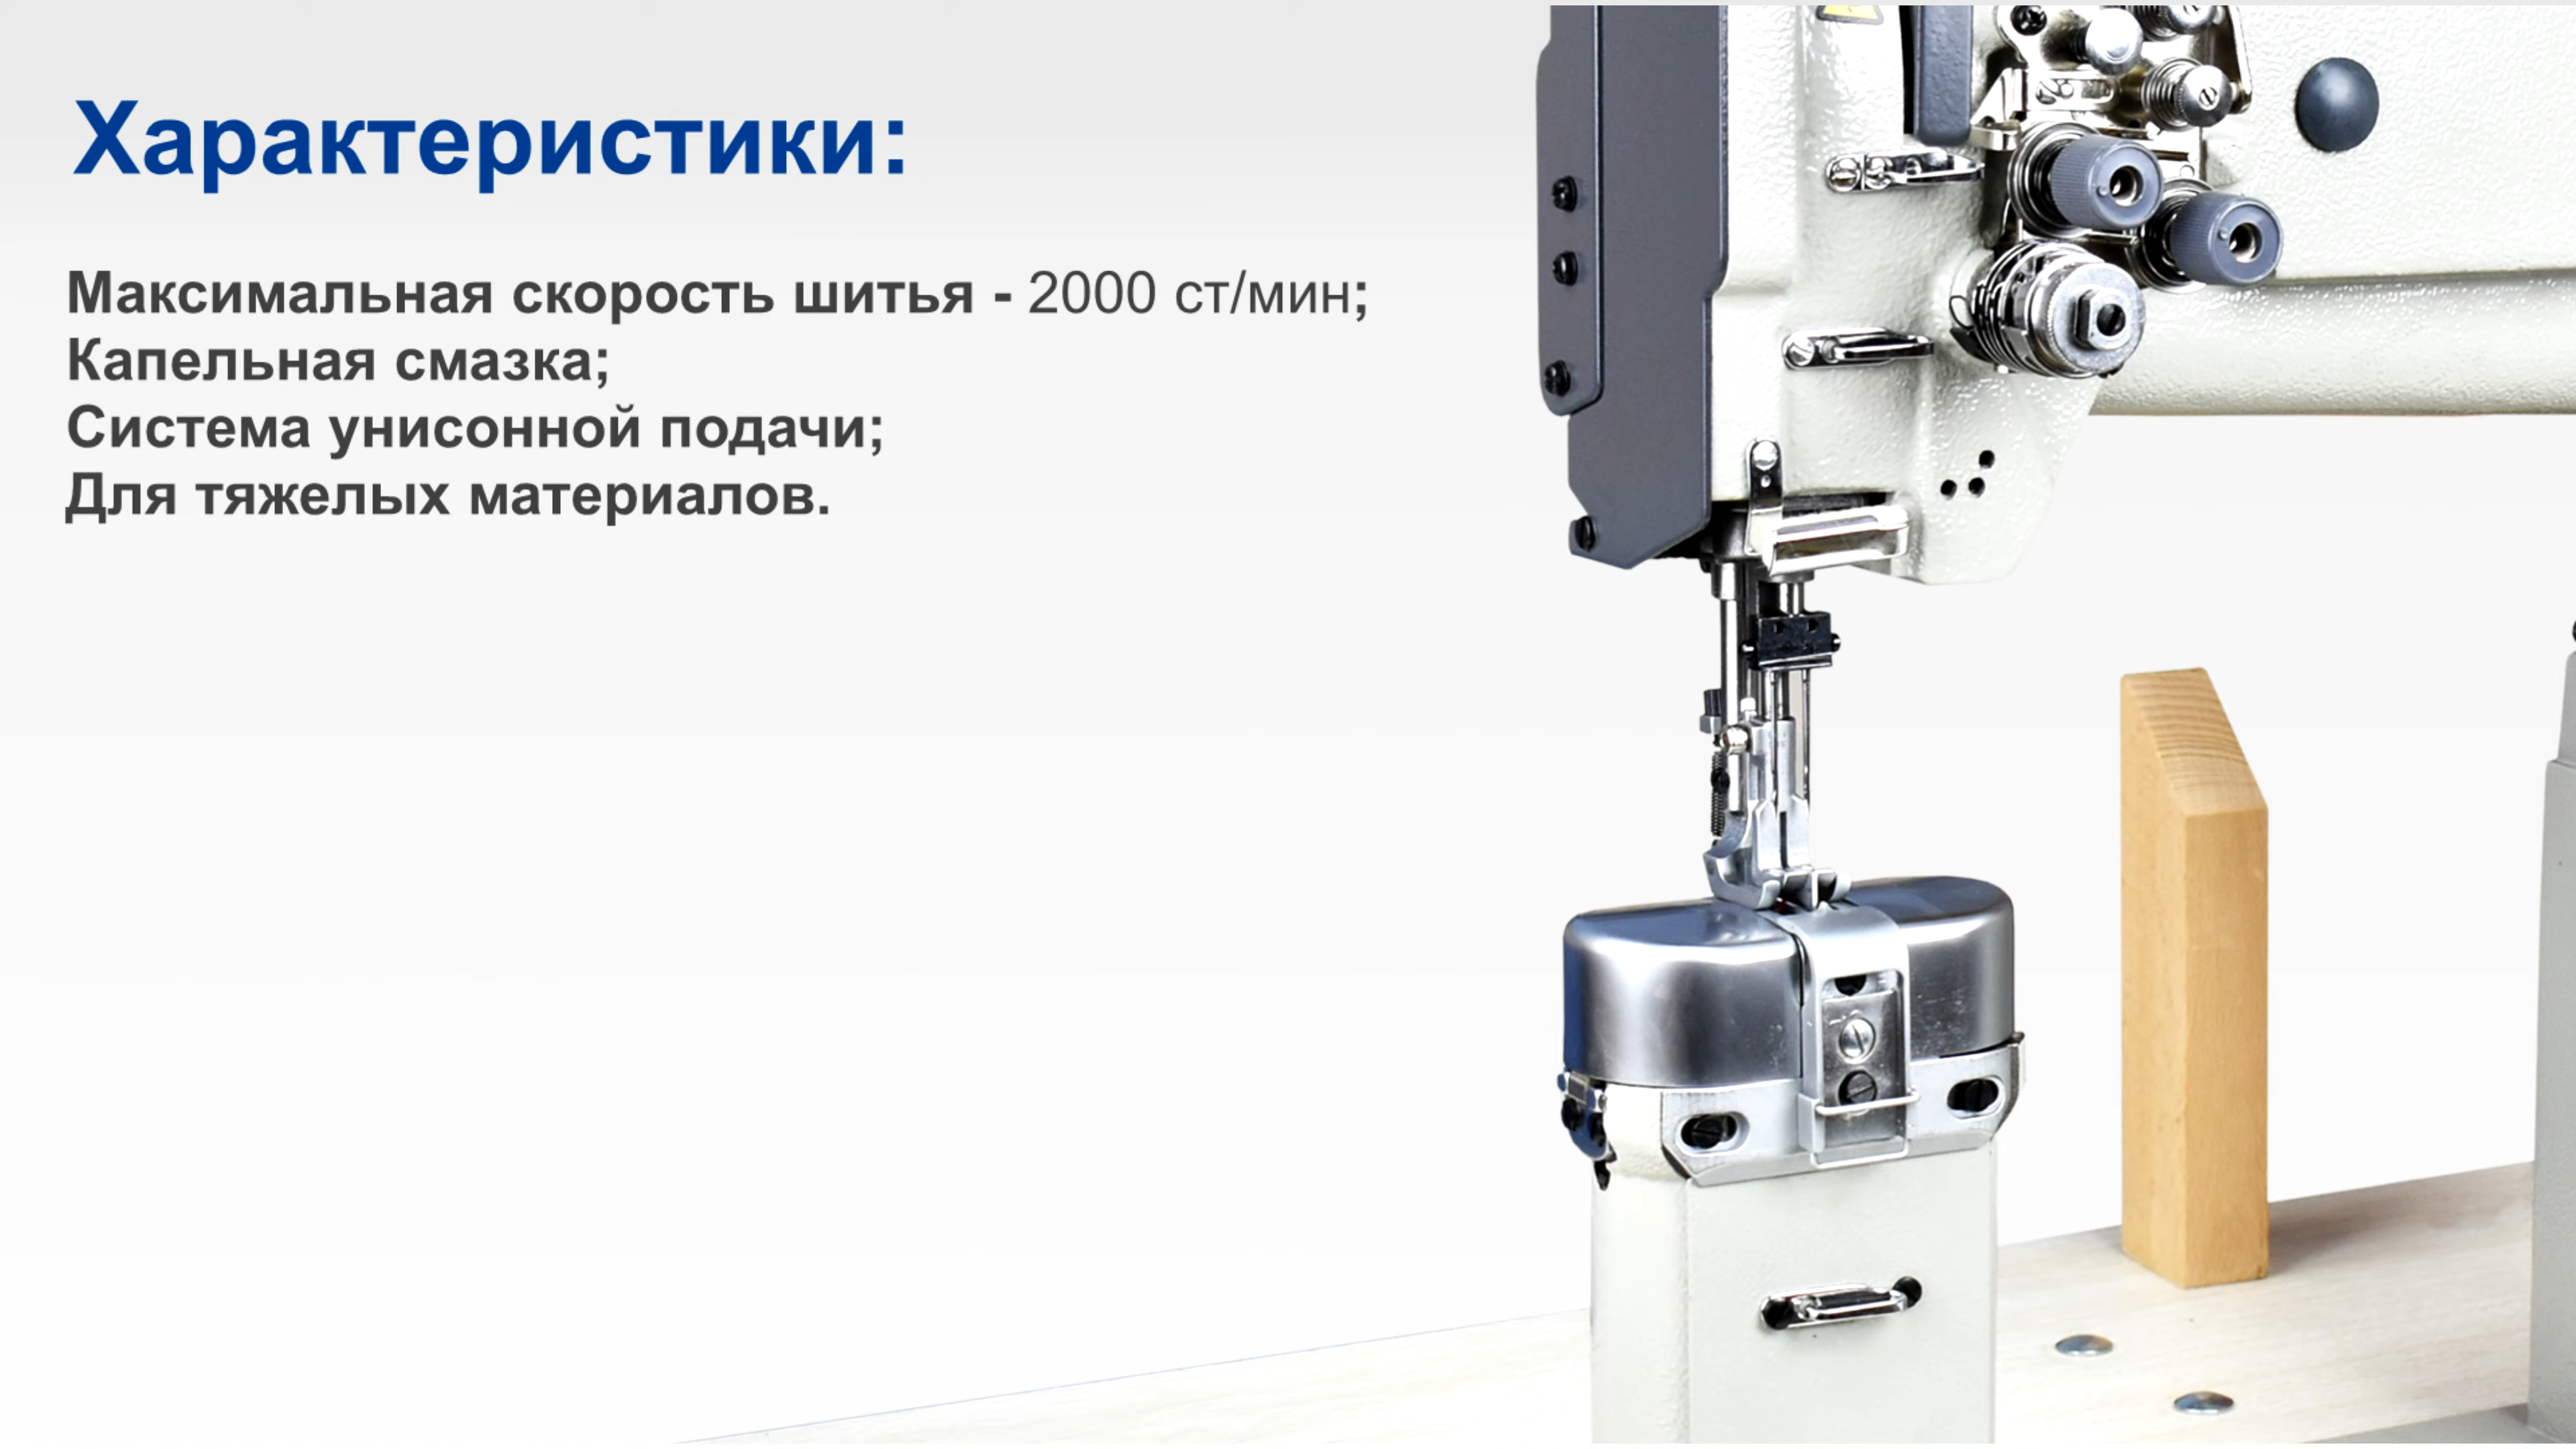 Характеристики:
Максимальная скорость шитья - 2000 ст/мин;
Капельная смазка;
Система унисонной подачи;
Для тяжелых материалов.